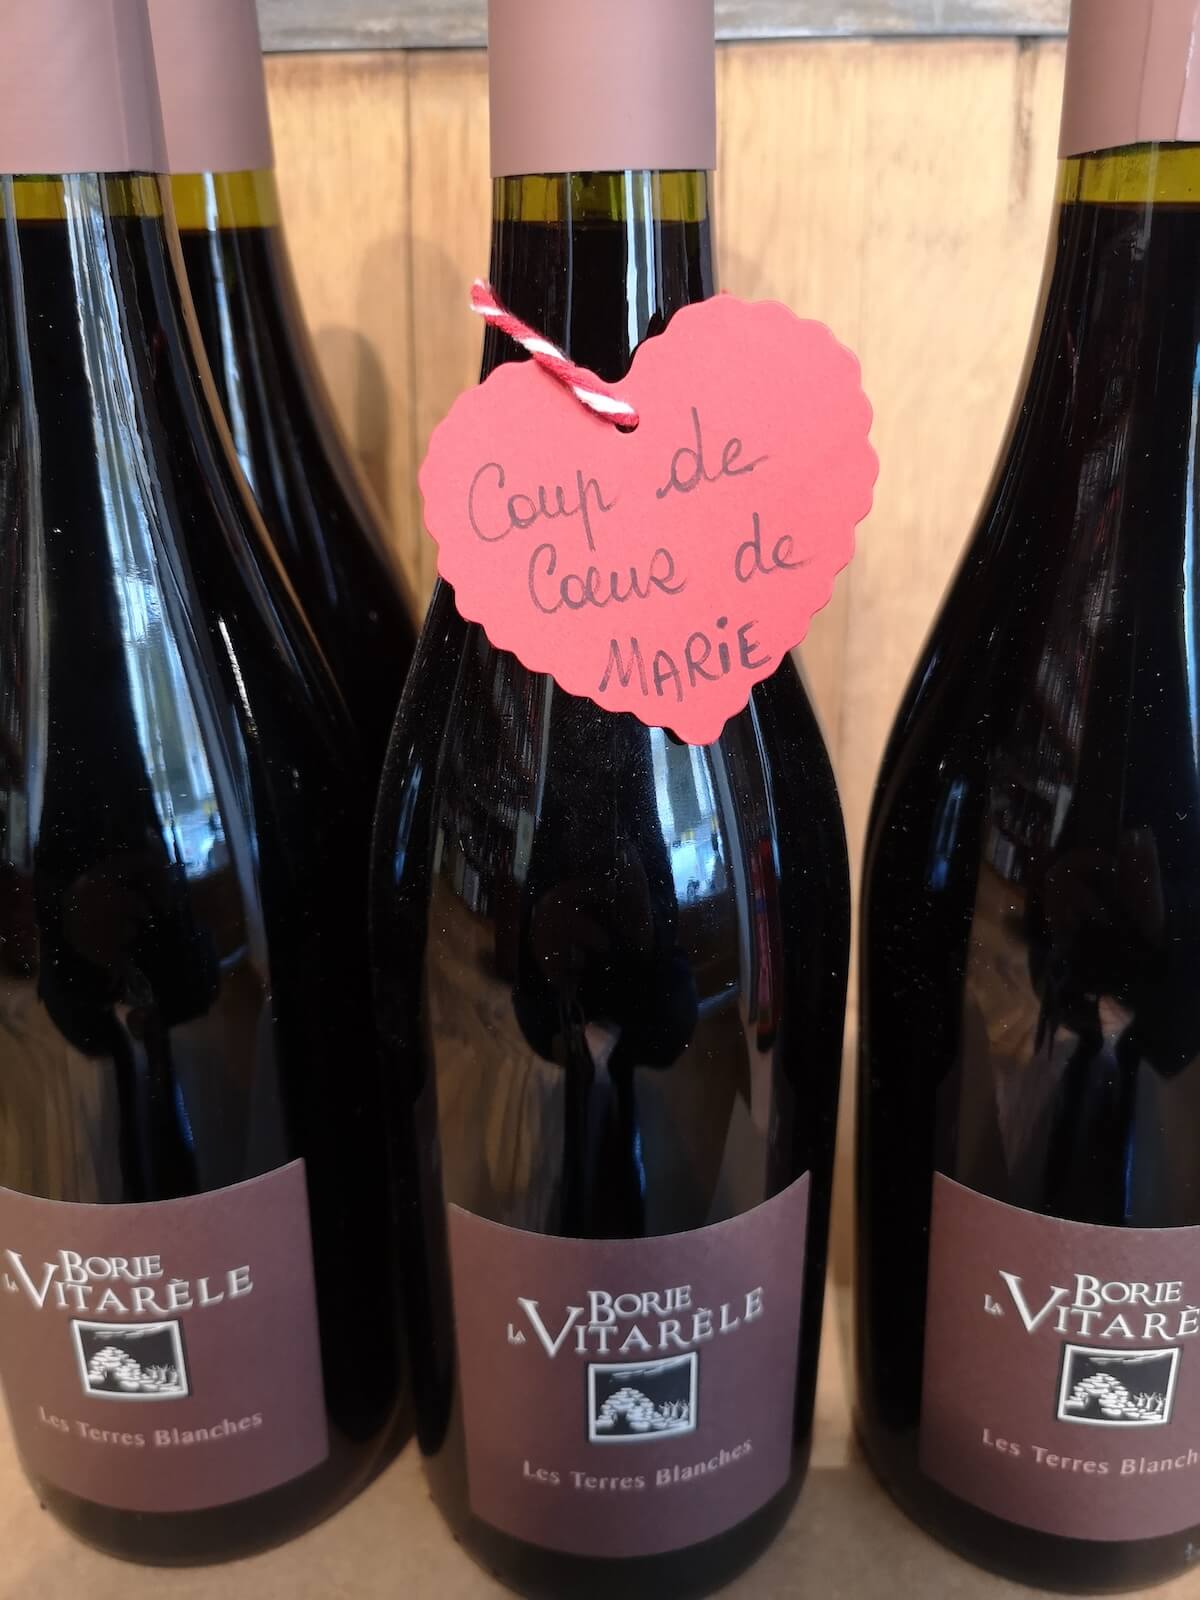 Coup de
Cœur de
MARiE
BORIE
LA VITARÈLE
Les Terres Blanches
BORIE
LA VITARÈLE
Les Terres Blanches
BORIE
LA VITARÈ
Les Terres Blanch